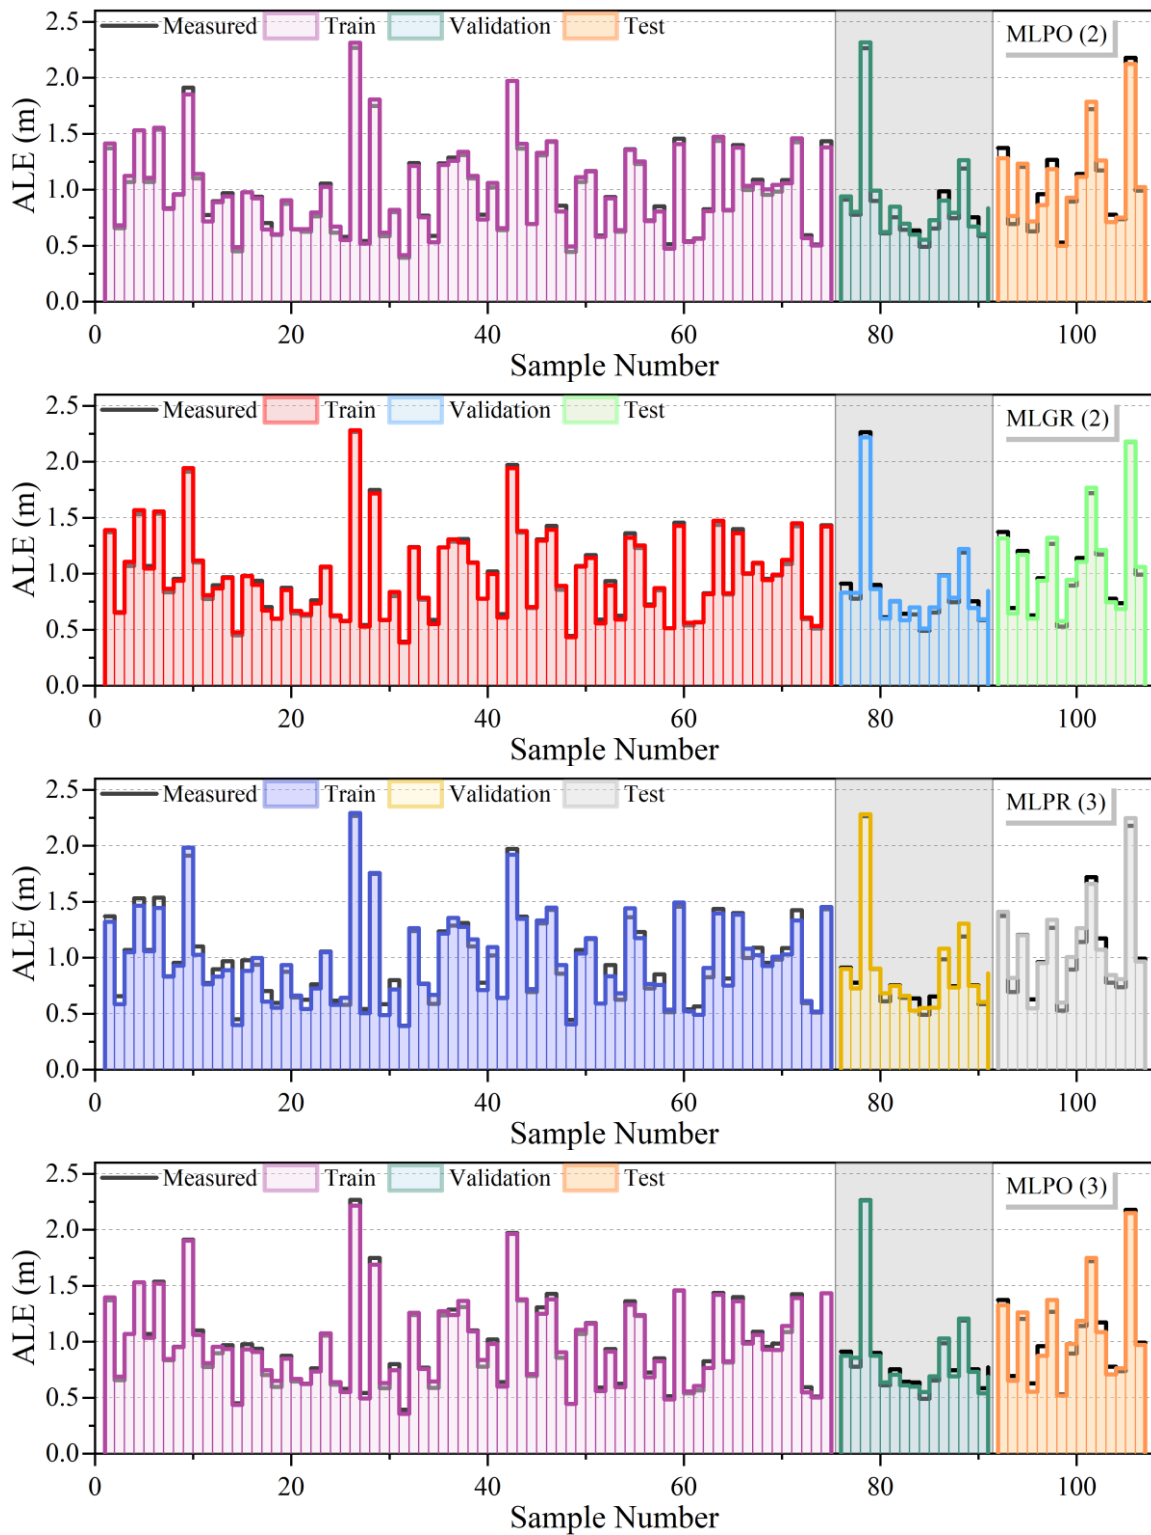 Measured Train Validation Test
MLPO (2)
ALE (m)
2.5
2.0
1.5
1.0
0.5
0.0
0 20 40 60 80 100
Sample Number
Measured Train Validation Test
MLGR (2)
ALE (m)
2.5
2.0
1.5
1.0
0.5
0.0
0 20 40 60 80 100
Sample Number
Measured Train Validation Test
MLPR (3)
ALE (m)
2.5
2.0
1.5
1.0
0.5
0.0
0 20 40 60 80 100
Sample Number
Measured Train Validation Test
MLPO (3)
ALE (m)
2.5
2.0
1.5
1.0
0.5
0.0
0 20 40 60 80 100
Sample Number